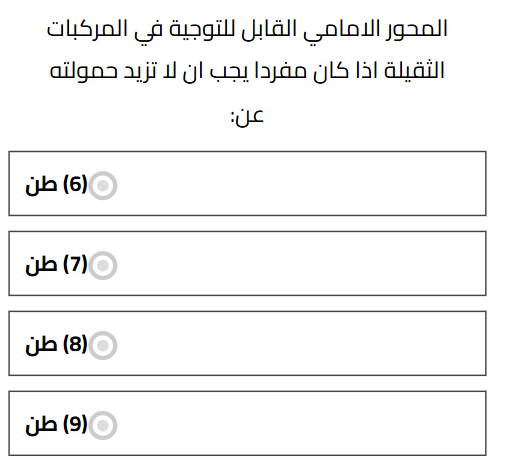 المحور الامامي القابل للتوجية في المركبات
الثقيلة اذا كان مفردا يجب ان لا تزيد حمولته
عن:
(6) طن
(7) طن
(8) طن
(9) طن